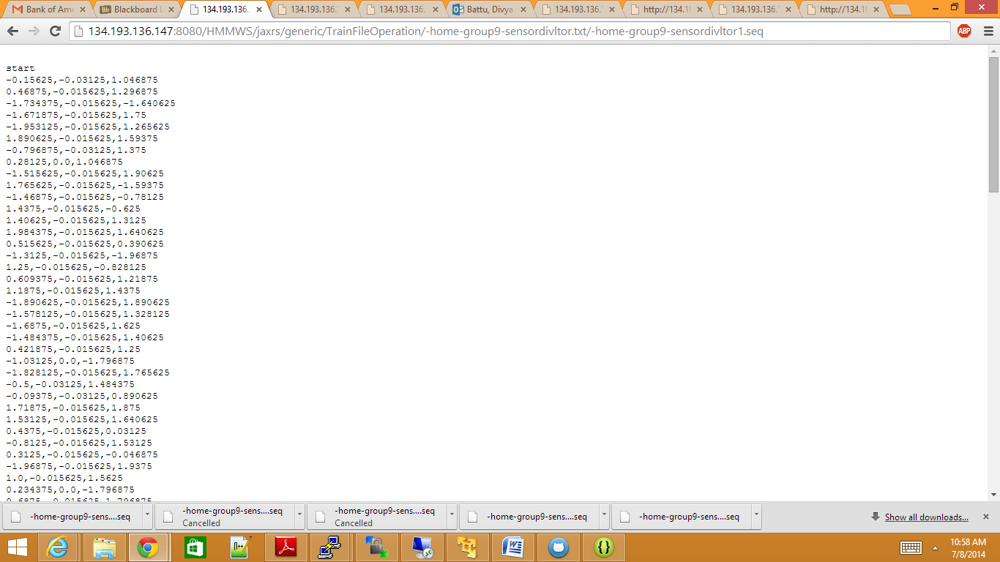 Bank of Ame
Blackboard L
134.193.136.
134.193.136.
134.193.136.
Battu, Divya
134.193.136.
http://134.19
134.193.136.
http://134.19
134.193.136.147:8080/HMMWS/jaxrs/generic/TrainFileOperation/-home-group9-sensordivltor.txt/-home-group9-sensordivltor1.seq
ABP
start
-0.15625,-0.03125,1.046875
0.46875,-0.015625,1.296875
-1.734375,-0.015625,-1.640625
-1.671875,-0.015625,1.75
-1.953125,-0.015625,1.265625
1.890625,-0.015625,1.59375
-0.796875,-0.03125,1.375
0.28125,0.0,1.046875
-1.515625,-0.015625,1.90625
1.765625,-0.015625,-1.59375
-1.46875,-0.015625,-0.78125
1.4375,-0.015625,-0.625
1.40625,-0.015625,1.3125
1.984375,-0.015625,1.640625
0.515625,-0.015625,0.390625
-1.3125,-0.015625,-1.96875
1.25,-0.015625,-0.828125
0.609375,-0.015625,1.21875
1.1875,-0.015625,1.4375
-1.890625,-0.015625,1.890625
-1.578125,-0.015625,1.328125
-1.6875,-0.015625,1.625
-1.484375,-0.015625,1.40625
0.421875,-0.015625,1.25
-1.03125,0.0,-1.796875
-1.828125,-0.015625,1.765625
-0.5,-0.03125,1.484375
-0.09375,-0.03125,0.890625
1.71875,-0.015625,1.875
1.53125,-0.015625,1.640625
0.4375,-0.015625,0.03125
-0.8125,-0.015625,1.53125
0.3125,-0.015625,-0.046875
-1.96875,-0.015625,1.9375
1.0,-0.015625,1.5625
0.234375,0.0,-1.796875
0.6875,-0.015625,1.796875
-home-group9-sens....seq
-home-group9-sens....seq
Cancelled
-home-group9-sens....seq
Cancelled
-home-group9-sens....seq
-home-group9-sens....seq
Show all downloads...
10:58 AM
7/8/2014